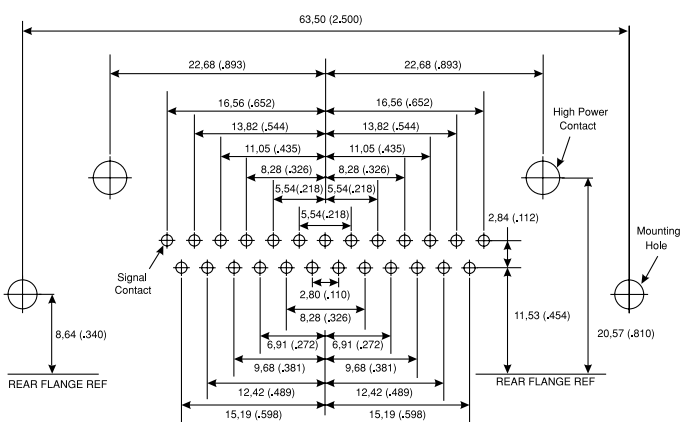 63,50 (2.500)
22,68 (.893) 22,68 (.893)
16,56 (.652) 16,56 (.652)
13,82 (.544) 13,82 (.544)
High Power
Contact
11,05 (.435) 11,05 (.435)
8,28 (.326) 8,28 (.326)
5,54(.218) 5,54(.218)
5,54(.218)
2,84 (.112)
Mounting
Hole
Signal
Contact
2,80 (.110)
8,28 (.326)
11,53 (.454)
8,64 (.340)
6,91 (.272) 6,91 (.272)
20,57 (.810)
9,68 (.381) 9,68 (.381)
REAR FLANGE REF REAR FLANGE REF
12,42 (.489) 12,42 (.489)
15,19 (.598) 15,19 (.598)